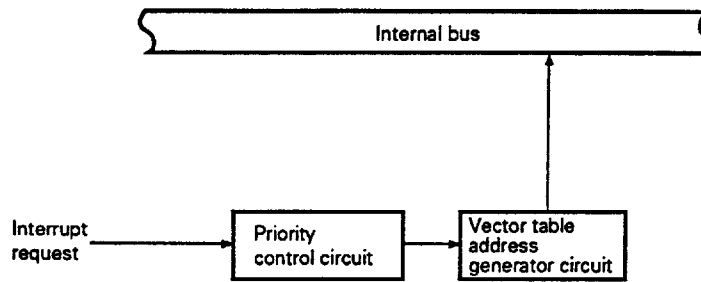 Internal bus
Interrupt
request
Priority
control circuit
Vector table
address
generator circuit